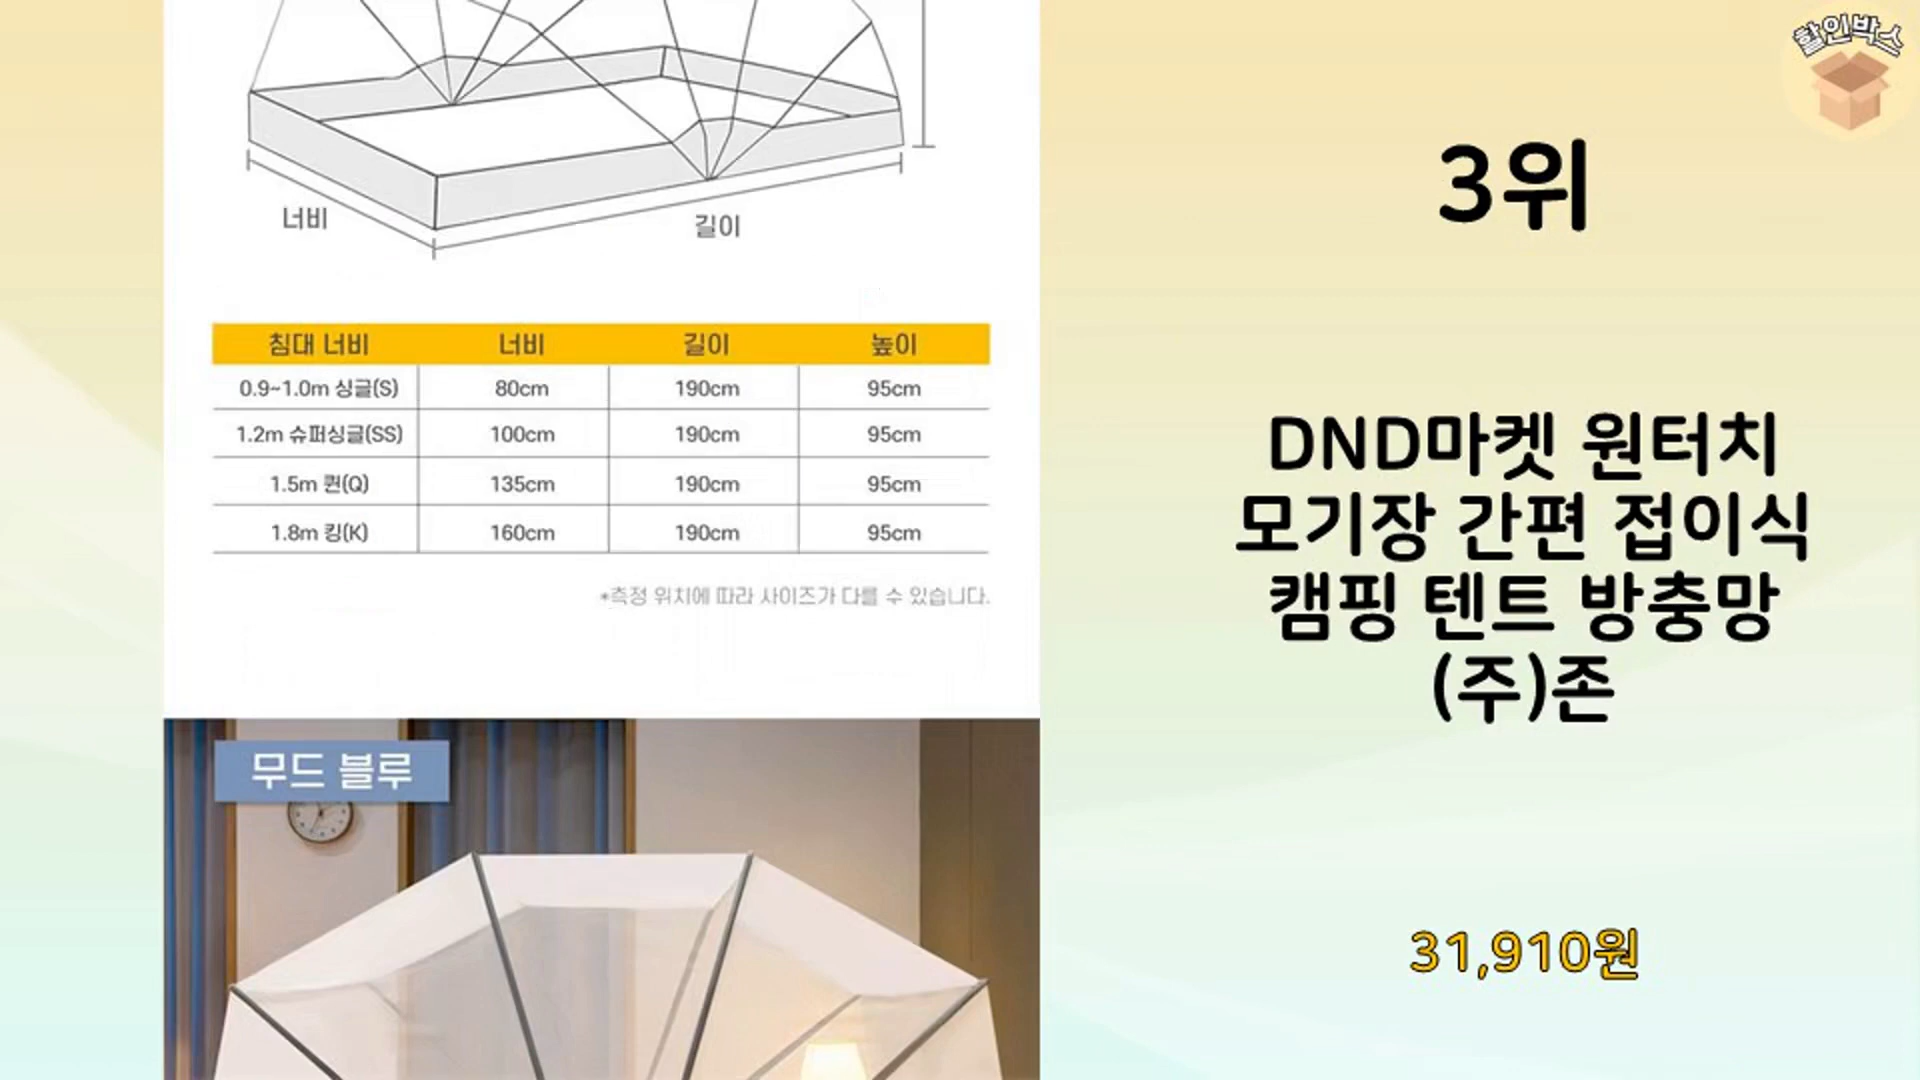 할인박스
3위
너비
길이
침대 너비 너비 길이 높이
0.9~1.0m 싱글(S) 80cm 190cm 95cm
1.2m 슈퍼싱글(SS) 100cm 190cm 95cm
1.5m 퀸(Q) 135cm 190cm 95cm
1.8m 킹(K) 160cm 190cm 95cm
*측정 위치에 따라 사이즈가 다를 수 있습니다.
무드 블루
DND마켓 원터치
모기장 간편 접이식
캠핑 텐트 방충망
(주)존
31,910원